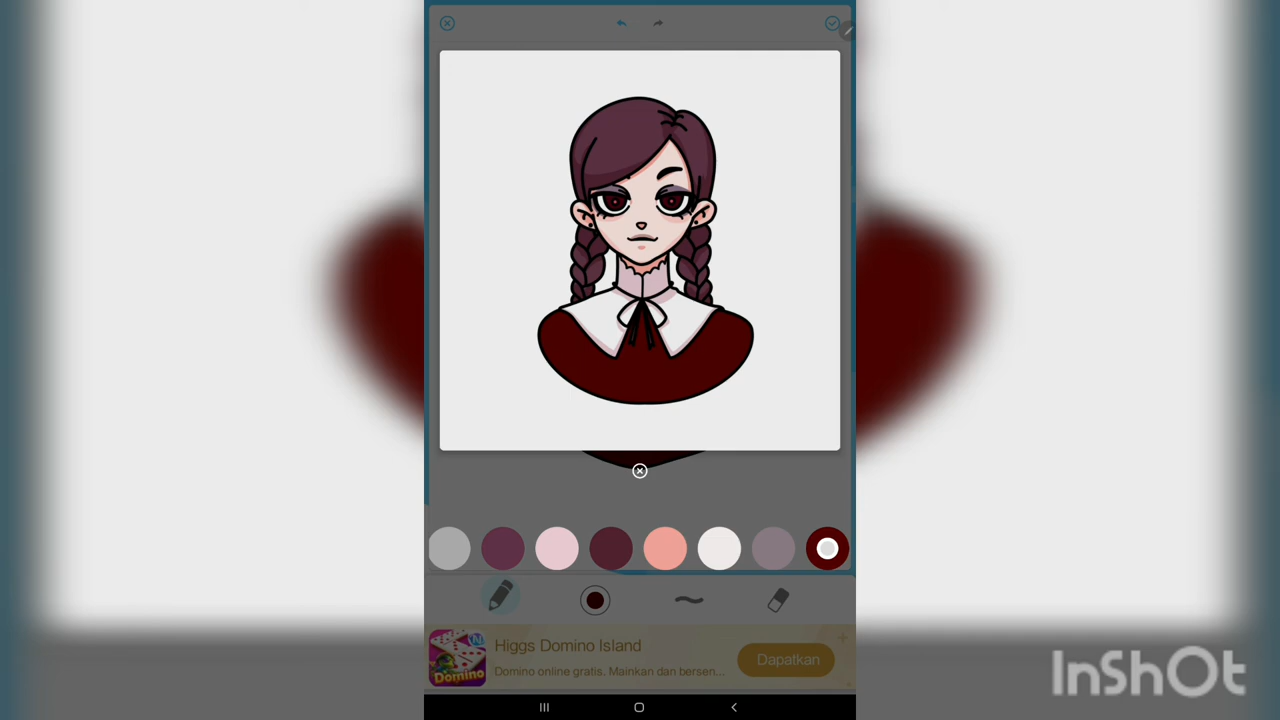 Higgs Domino Island
Domino online gratis. Mainkan dan bersen...
Dapatkan
Domino
InShOt